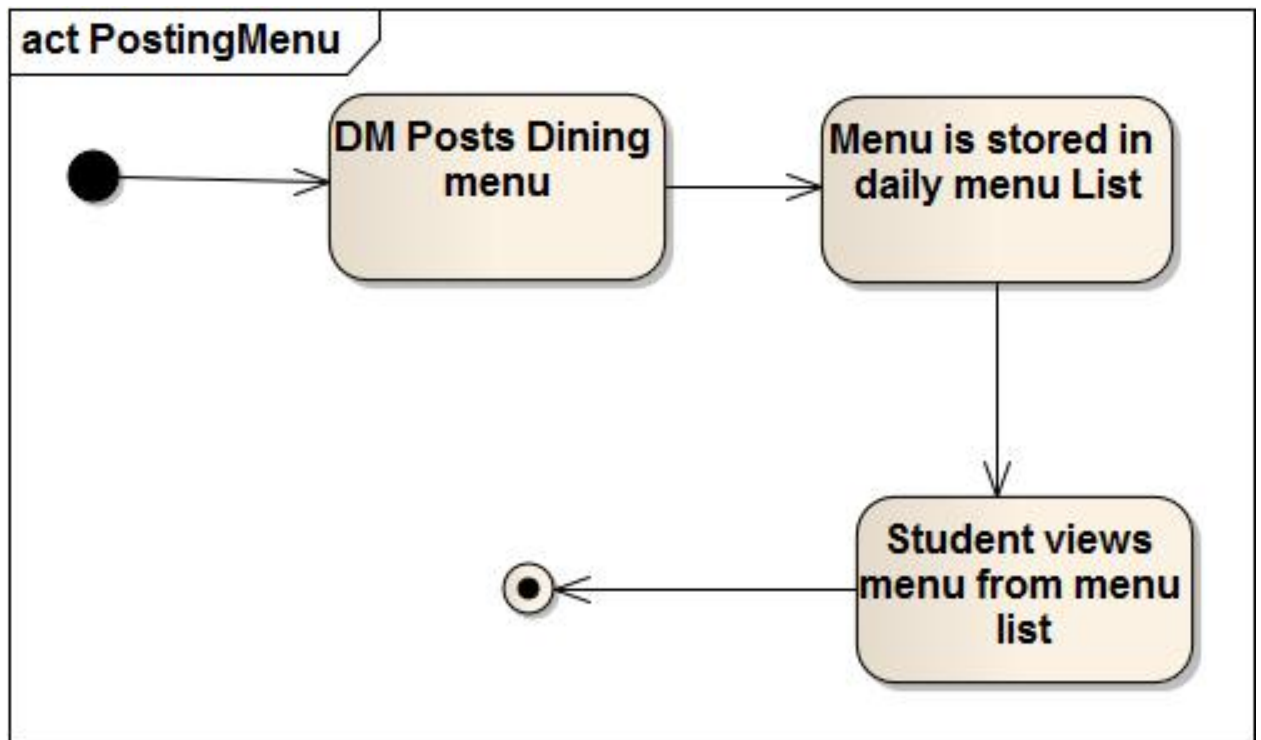 act PostingMenu
DM Posts Dining
menu
Menu is stored in
daily menu List
Student views
menu from menu
list